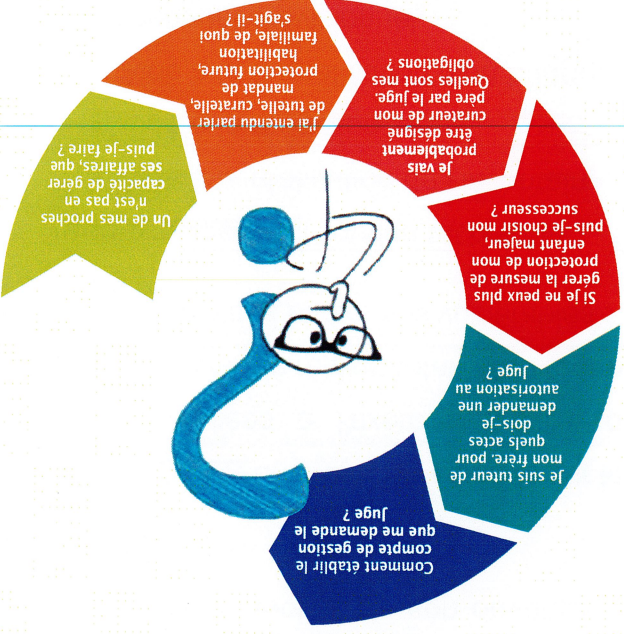 Un de mes proches
n'est pas en
capacité de gérer
ses affaires, que
puis-je faire ?
J'ai entendu parler
de tutelle, curatelle,
mandat de
protection future,
habilitation
familiale, de quoi
s'agit-il ?
Je vais
probablement
être désigné
curateur de mon
père par le juge.
Quelles sont mes
obligations ?
Si je ne peux plus
gérer la mesure de
protection de mon
enfant majeur,
puis-je choisir mon
successeur ?
Je suis tuteur de
mon frère. pour
quels actes
dois-je
demander une
autorisation au
Juge ?
Comment établir le
compte de gestion
que me demande le
Juge ?